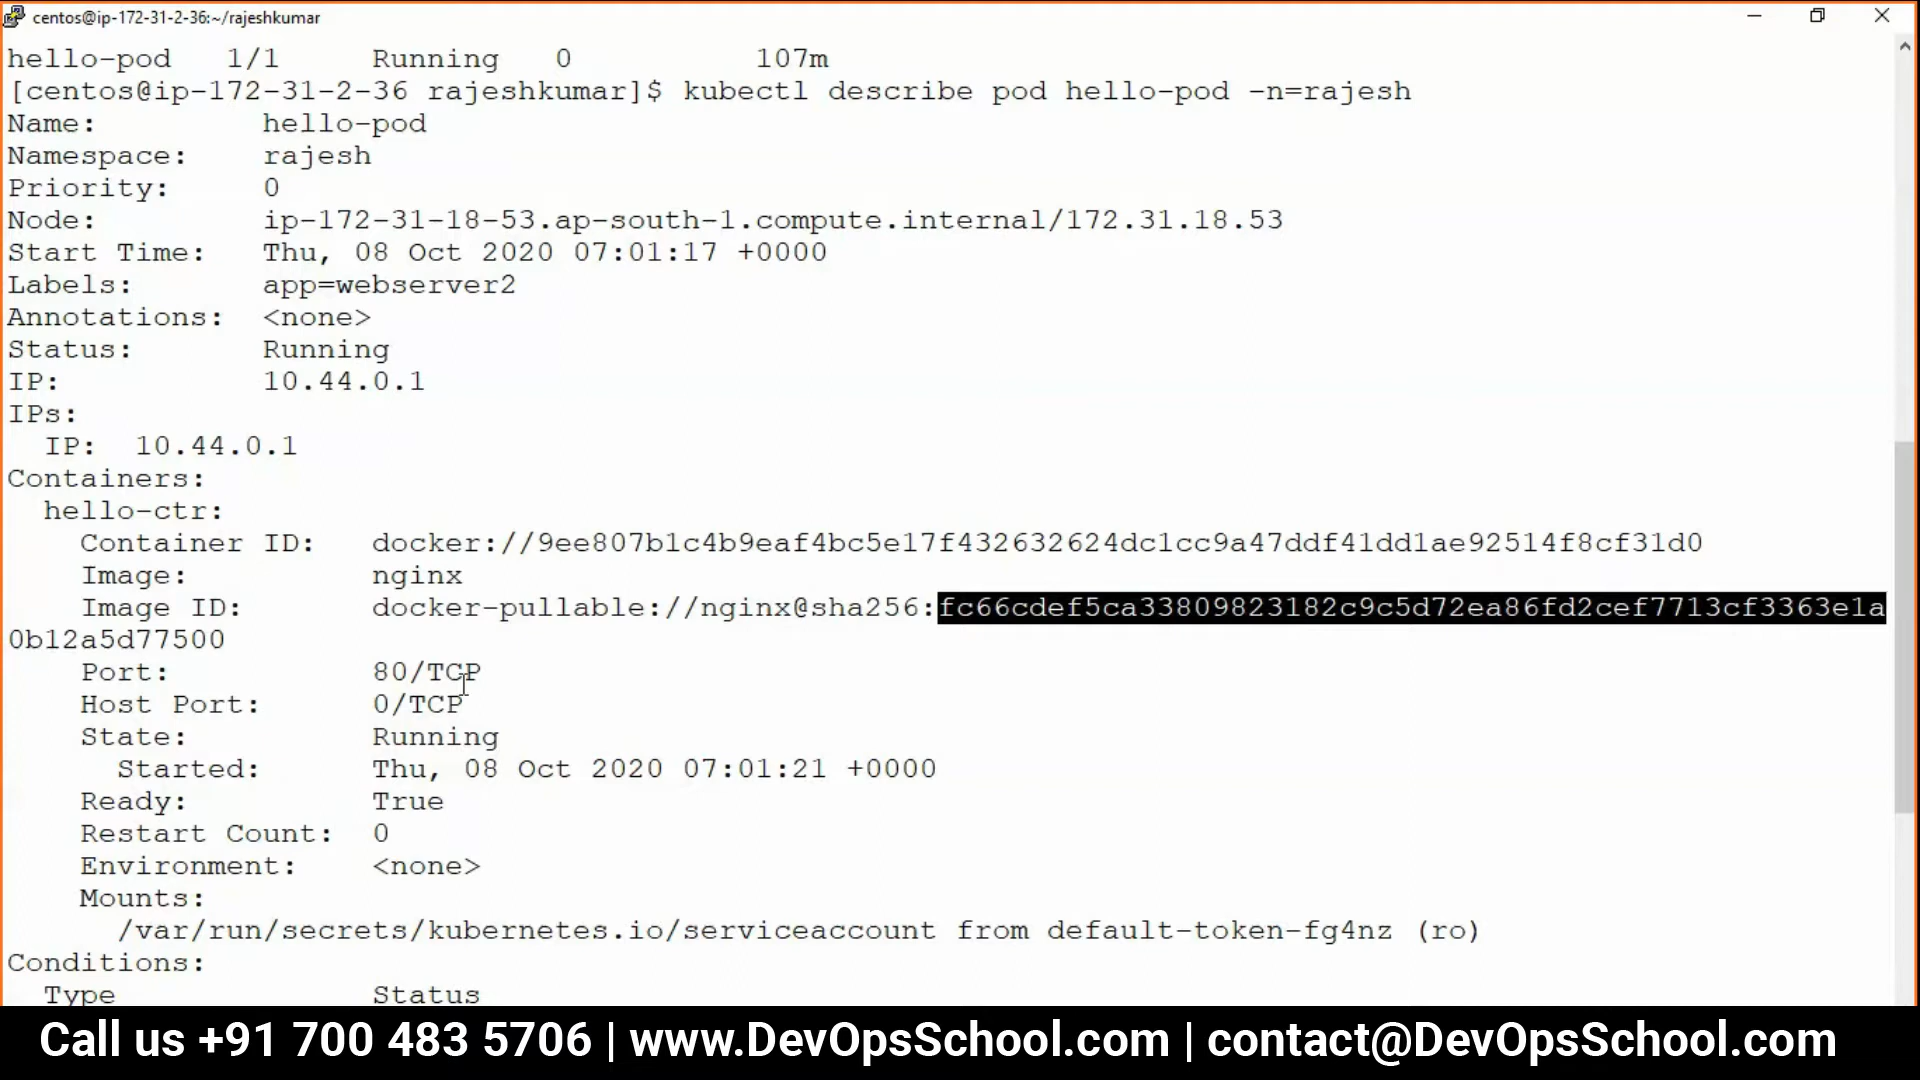 centos@ip-172-31-2-36:~/rajeshkumar
hello-pod   1/1     Running   0          107m
[centos@ip-172-31-2-36 rajeshkumar]$ kubectl describe pod hello-pod -n=rajesh
Name:         hello-pod
Namespace:    rajesh
Priority:     0
Node:         ip-172-31-18-53.ap-south-1.compute.internal/172.31.18.53
Start Time:   Thu, 08 Oct 2020 07:01:17 +0000
Labels:       app=webserver2
Annotations:  <none>
Status:       Running
IP:           10.44.0.1
IPs:
  IP:  10.44.0.1
Containers:
  hello-ctr:
    Container ID:   docker://9ee807b1c4b9eaf4bc5e17f432632624dc1cc9a47ddf41dd1ae92514f8cf31d0
    Image:          nginx
    Image ID:       docker-pullable://nginx@sha256:fc66cdef5ca33809823182c9c5d72ea86fd2cef7713cf3363e1a
0b12a5d77500
    Port:           80/TCP
    Host Port:      0/TCP
    State:          Running
      Started:      Thu, 08 Oct 2020 07:01:21 +0000
    Ready:          True
    Restart Count:  0
    Environment:    <none>
    Mounts:
      /var/run/secrets/kubernetes.io/serviceaccount from default-token-fg4nz (ro)
Conditions:
  Type              Status
Call us +91 700 483 5706 | www.DevOpsSchool.com | contact@DevOpsSchool.com